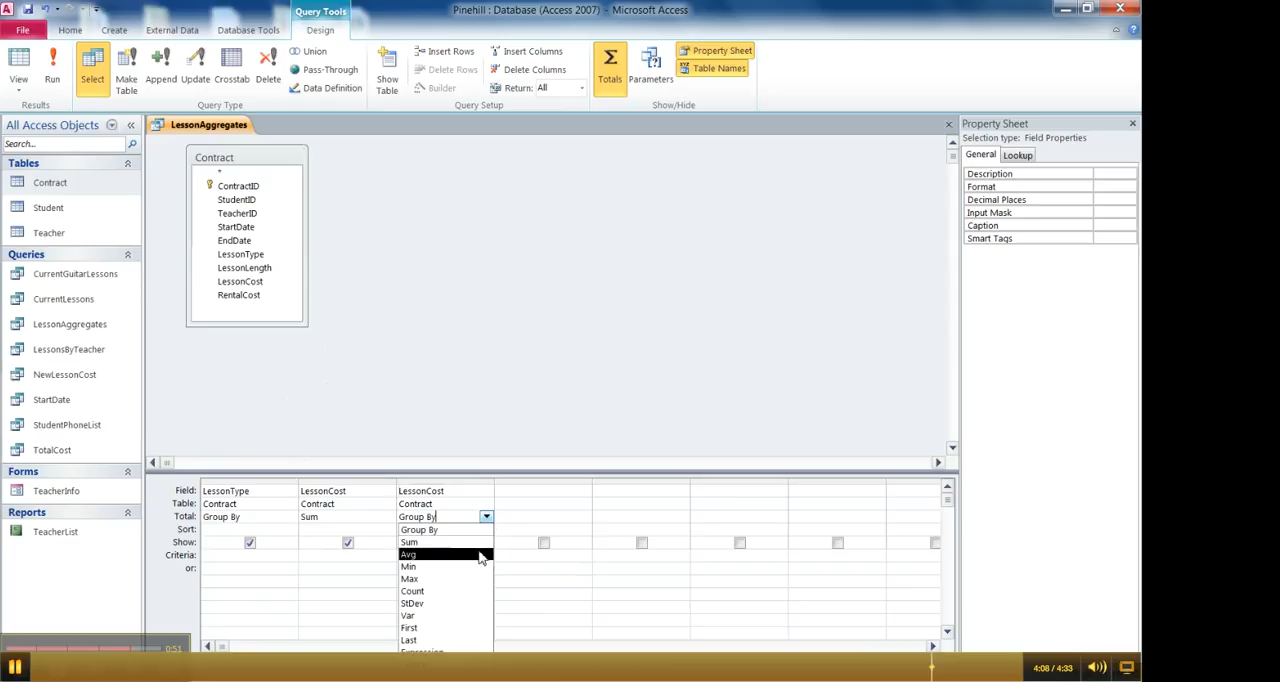 Query Tools
Pinehill : Database (Access 2007) - Microsoft Access
File
Home
Create
External Data
Database Tools
Design
View
Run
Select
Make Table
Append
Update
Crosstab
Delete
Union
Pass-Through
Data Definition
Show Table
Insert Rows
Delete Rows
Builder
Insert Columns
Delete Columns
Return: All
Totals
Parameters
Property Sheet
Table Names
Results
Query Type
Query Setup
Show/Hide
All Access Objects
Search...
Tables
Contract
Student
Teacher
Queries
CurrentGuitarLessons
CurrentLessons
LessonAggregates
LessonsByTeacher
NewLessonCost
StartDate
StudentPhoneList
TotalCost
Forms
TeacherInfo
Reports
TeacherList
LessonAggregates
Contract
*
ContractID
StudentID
TeacherID
StartDate
EndDate
LessonType
LessonLength
LessonCost
RentalCost
Property Sheet
Selection type: Field Properties
General
Lookup
Description
Format
Decimal Places
Input Mask
Caption
Smart Tags
Field: LessonType LessonCost LessonCost
Table: Contract Contract Contract
Total: Group By Sum Group By
Sort:
Show:
Criteria:
or:
Group By
Sum
Avg
Min
Max
Count
StDev
Var
First
Last
Expression
0:51
4:08 / 4:33